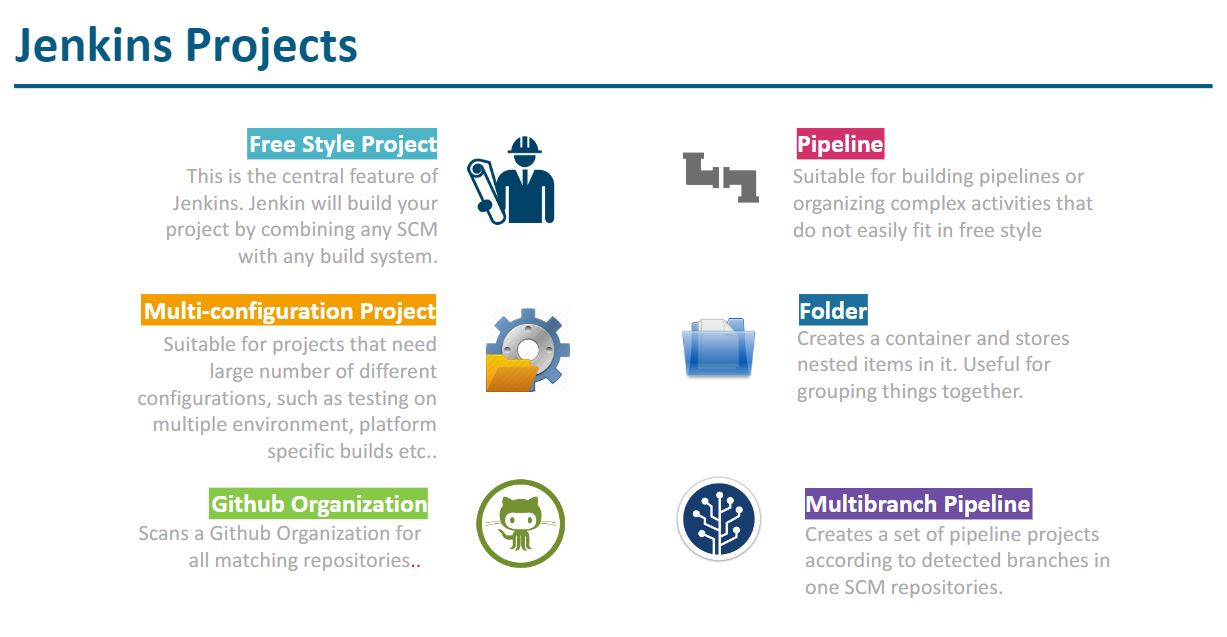 Jenkins Projects
Free Style Project
This is the central feature of
Jenkins. Jenkin will build your
project by combining any SCM
with any build system.
Pipeline
Suitable for building pipelines or
organizing complex activities that
do not easily fit in free style
Multi-configuration Project
Suitable for projects that need
large number of different
configurations, such as testing on
multiple environment, platform
specific builds etc..
Folder
Creates a container and stores
nested items in it. Useful for
grouping things together.
Github Organization
Scans a Github Organization for
all matching repositories..
Multibranch Pipeline
Creates a set of pipeline projects
according to detected branches in
one SCM repositories.